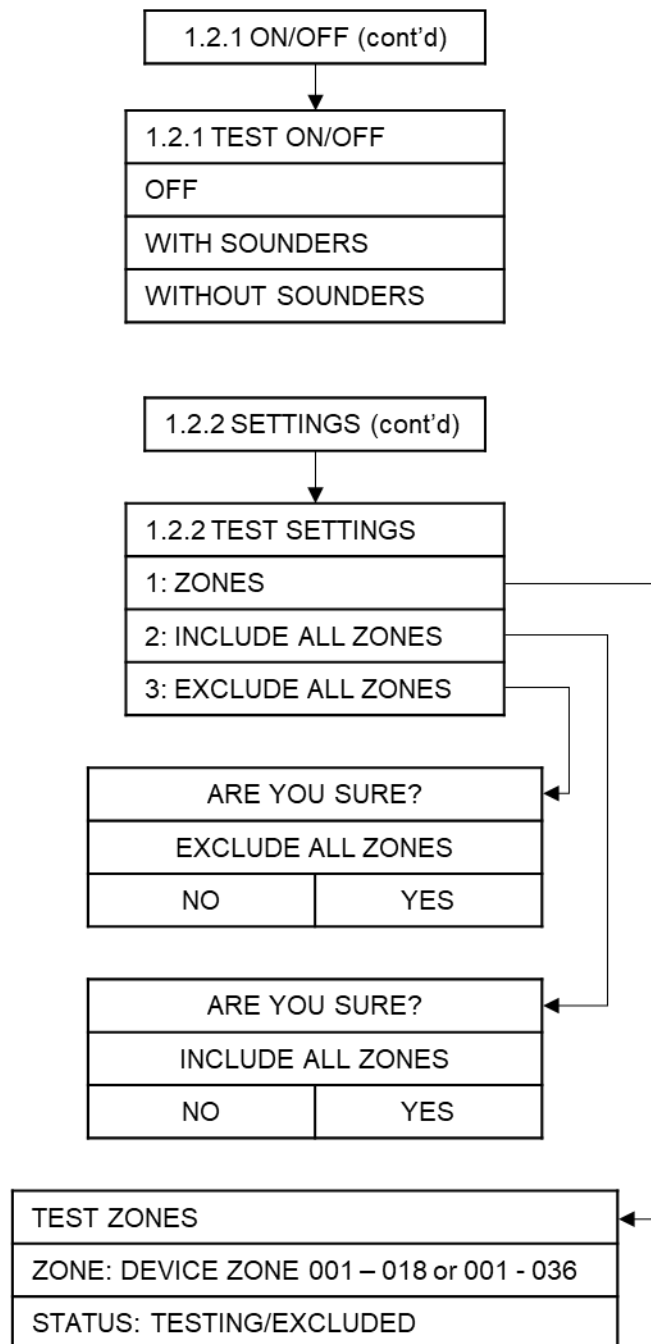 1.2.1 ON/OFF (cont’d)
1.2.1 TEST ON/OFF
OFF
WITH SOUNDERS
WITHOUT SOUNDERS
1.2.2 SETTINGS (cont’d)
1.2.2 TEST SETTINGS
1: ZONES
2: INCLUDE ALL ZONES
3: EXCLUDE ALL ZONES
ARE YOU SURE?
EXCLUDE ALL ZONES
NO YES
ARE YOU SURE?
INCLUDE ALL ZONES
NO YES
TEST ZONES
ZONE: DEVICE ZONE 001 – 018 or 001 - 036
STATUS: TESTING/EXCLUDED